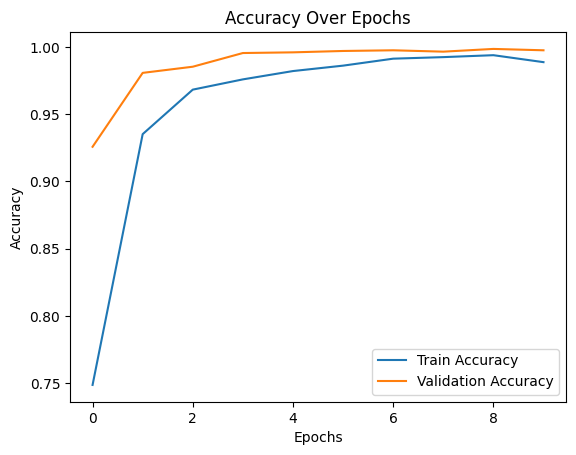 Accuracy Over Epochs
1.00
0.95
0.90
0.85
0.80
0.75
Accuracy
0
2
4
6
8
Epochs
Train Accuracy
Validation Accuracy